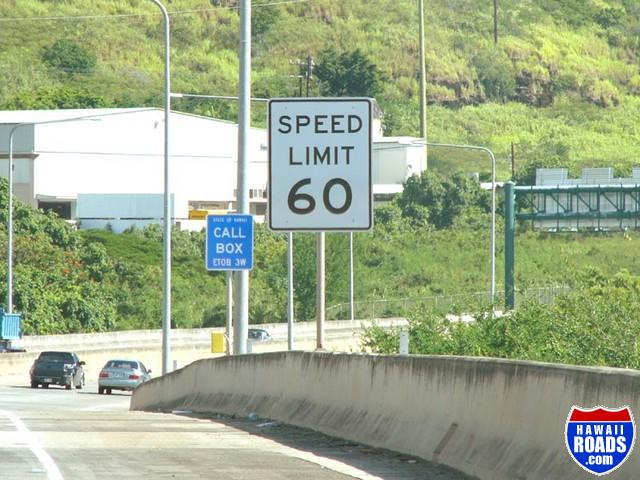 SPEED
LIMIT
60
STATE OF HAWAII
CALL
BOX
ETOB 3W
HAWAII
ROADS
.com